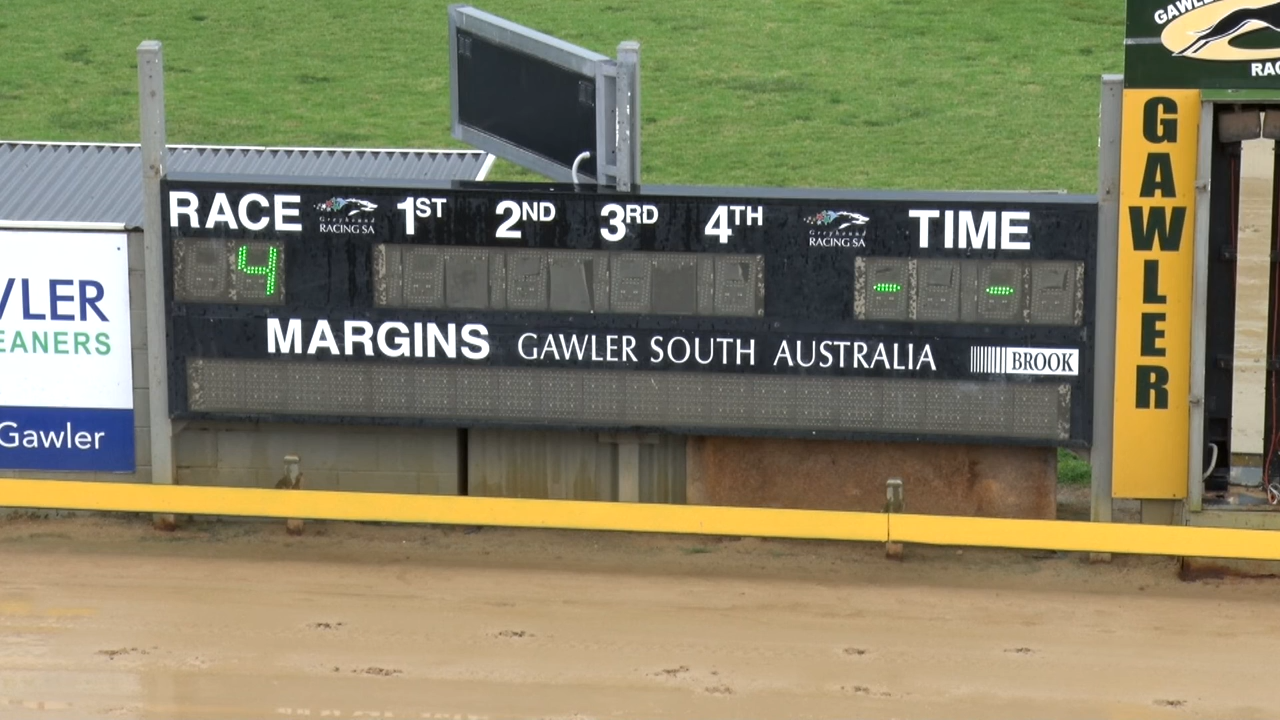 GAWLER
RAC
RACE
Greyhound
RACING SA
1ST
2ND
3RD
4TH
Greyhound
RACING SA
TIME
4
- -
MARGINS
GAWLER SOUTH AUSTRALIA
BROOK
WLER
EANERS
Gawler
GAWLER